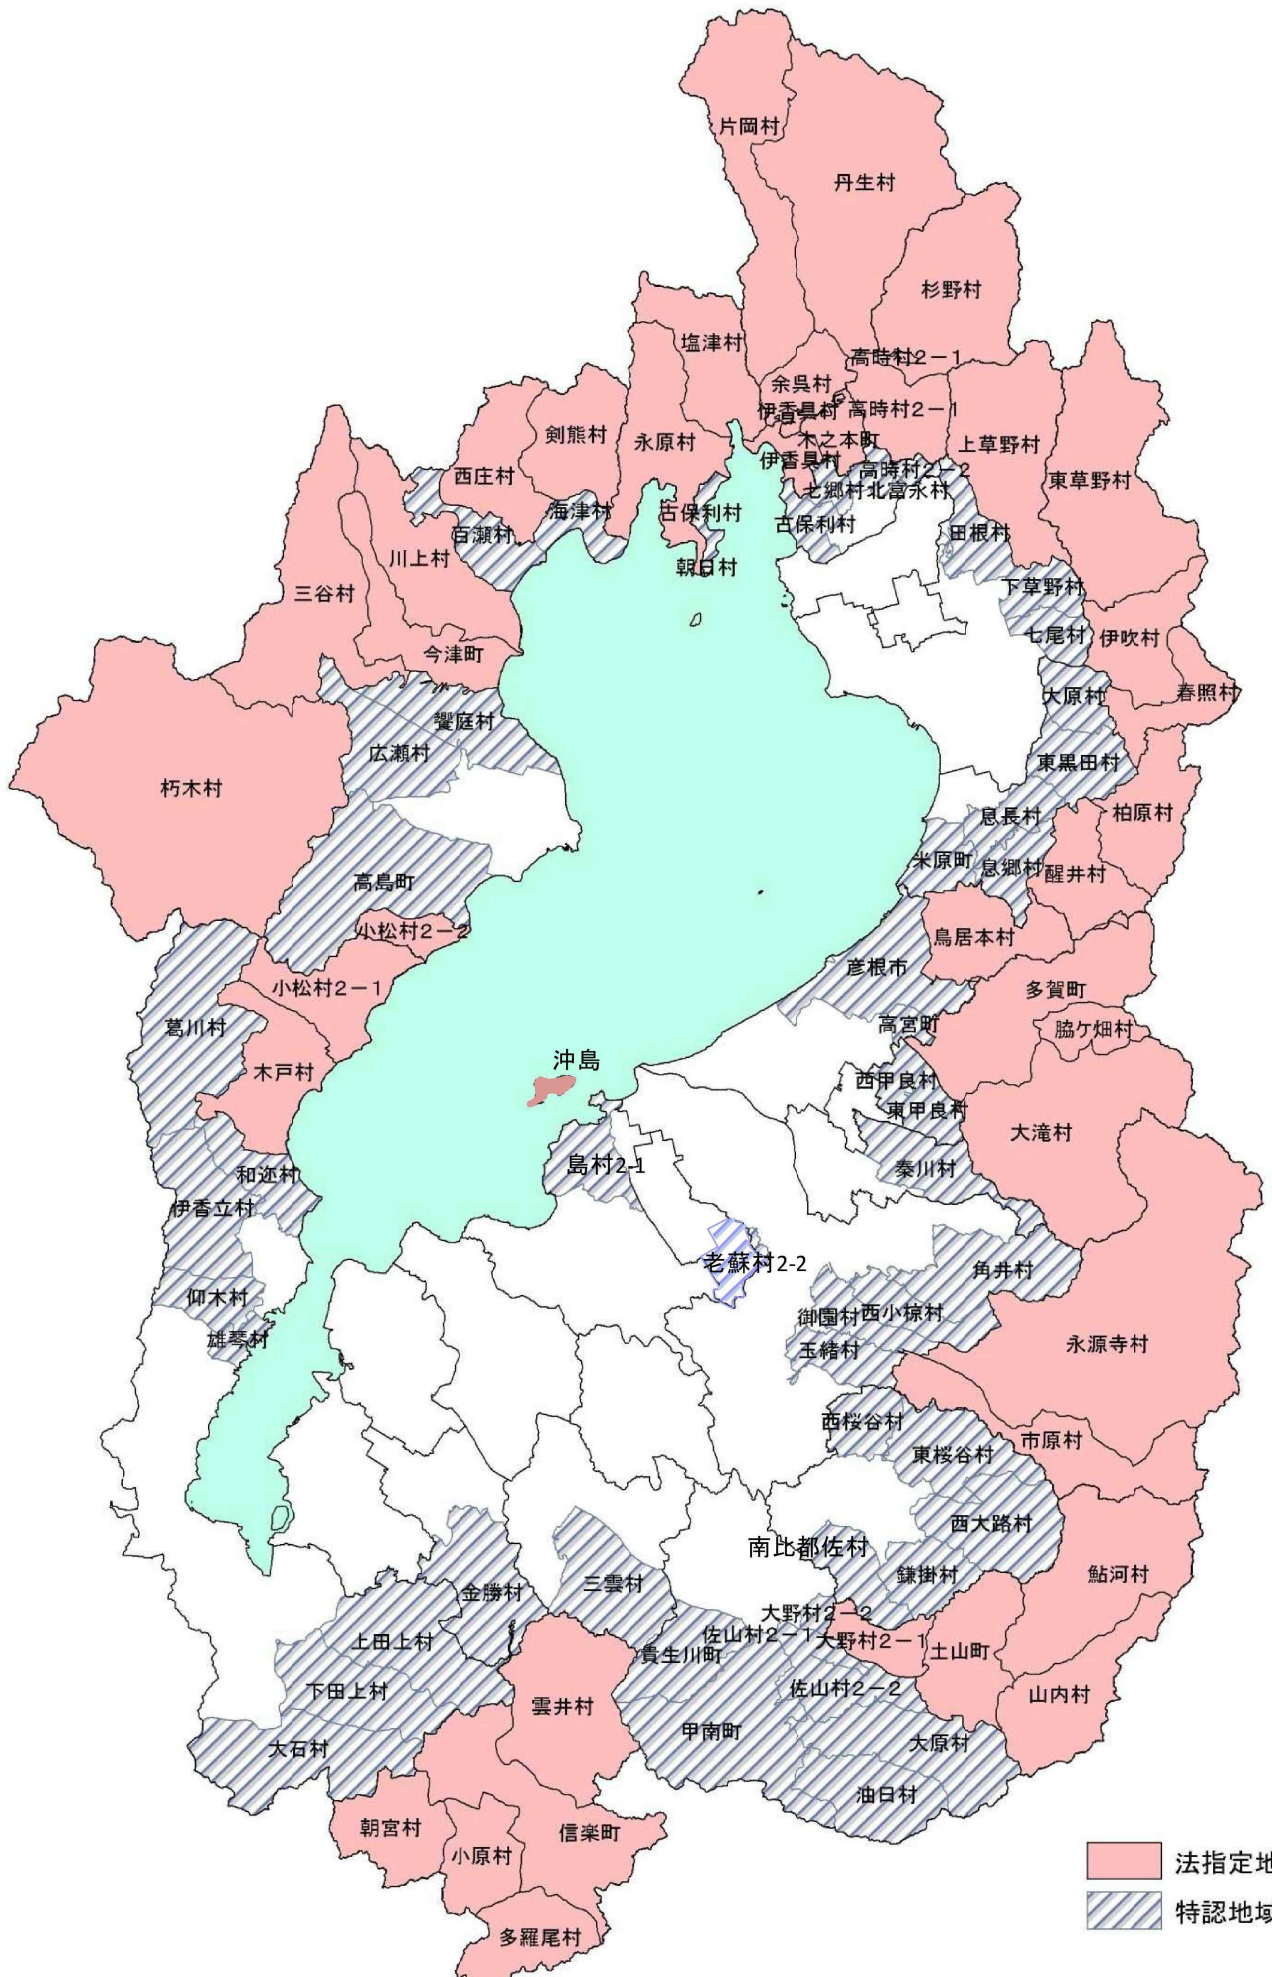 片岡村
丹生村
杉野村
塩津村
高時村2-1
余呉村
伊香具村
高時村2-1
剣熊村
永原村
木之本町
上草野村
伊香具村
高時村2-2
西庄村
東草野村
七郷村
北富永村
海津村
古保利村
古保利村
百瀬村
田根村
川上村
朝日村
下草野村
三谷村
七尾村
伊吹村
今津町
大原村
春照村
饗庭村
広瀬村
東黒田村
朽木村
息長村
柏原村
米原町
息郷村
醒井村
高島町
小松村2-2
鳥居本村
彦根市
小松村2-1
多賀町
葛川村
高宮町
脇ケ畑村
沖島
木戸村
西甲良村
東甲良村
大滝村
島村2-1
秦川村
和迩村
伊香立村
老蘇村2-2
角井村
仰木村
御園村
西小椋村
雄琴村
玉緒村
永源寺村
西桜谷村
市原村
東桜谷村
西大路村
南比都佐村
鎌掛村
鮎河村
三雲村
金勝村
大野村2-2
佐山村2-1
大野村2-1
上田上村
貴生川町
土山町
下田上村
佐山村2-2
山内村
雲井村
甲南町
大原村
大石村
油日村
朝宮村
信楽町
小原村
多羅尾村
法指定地
特認地域